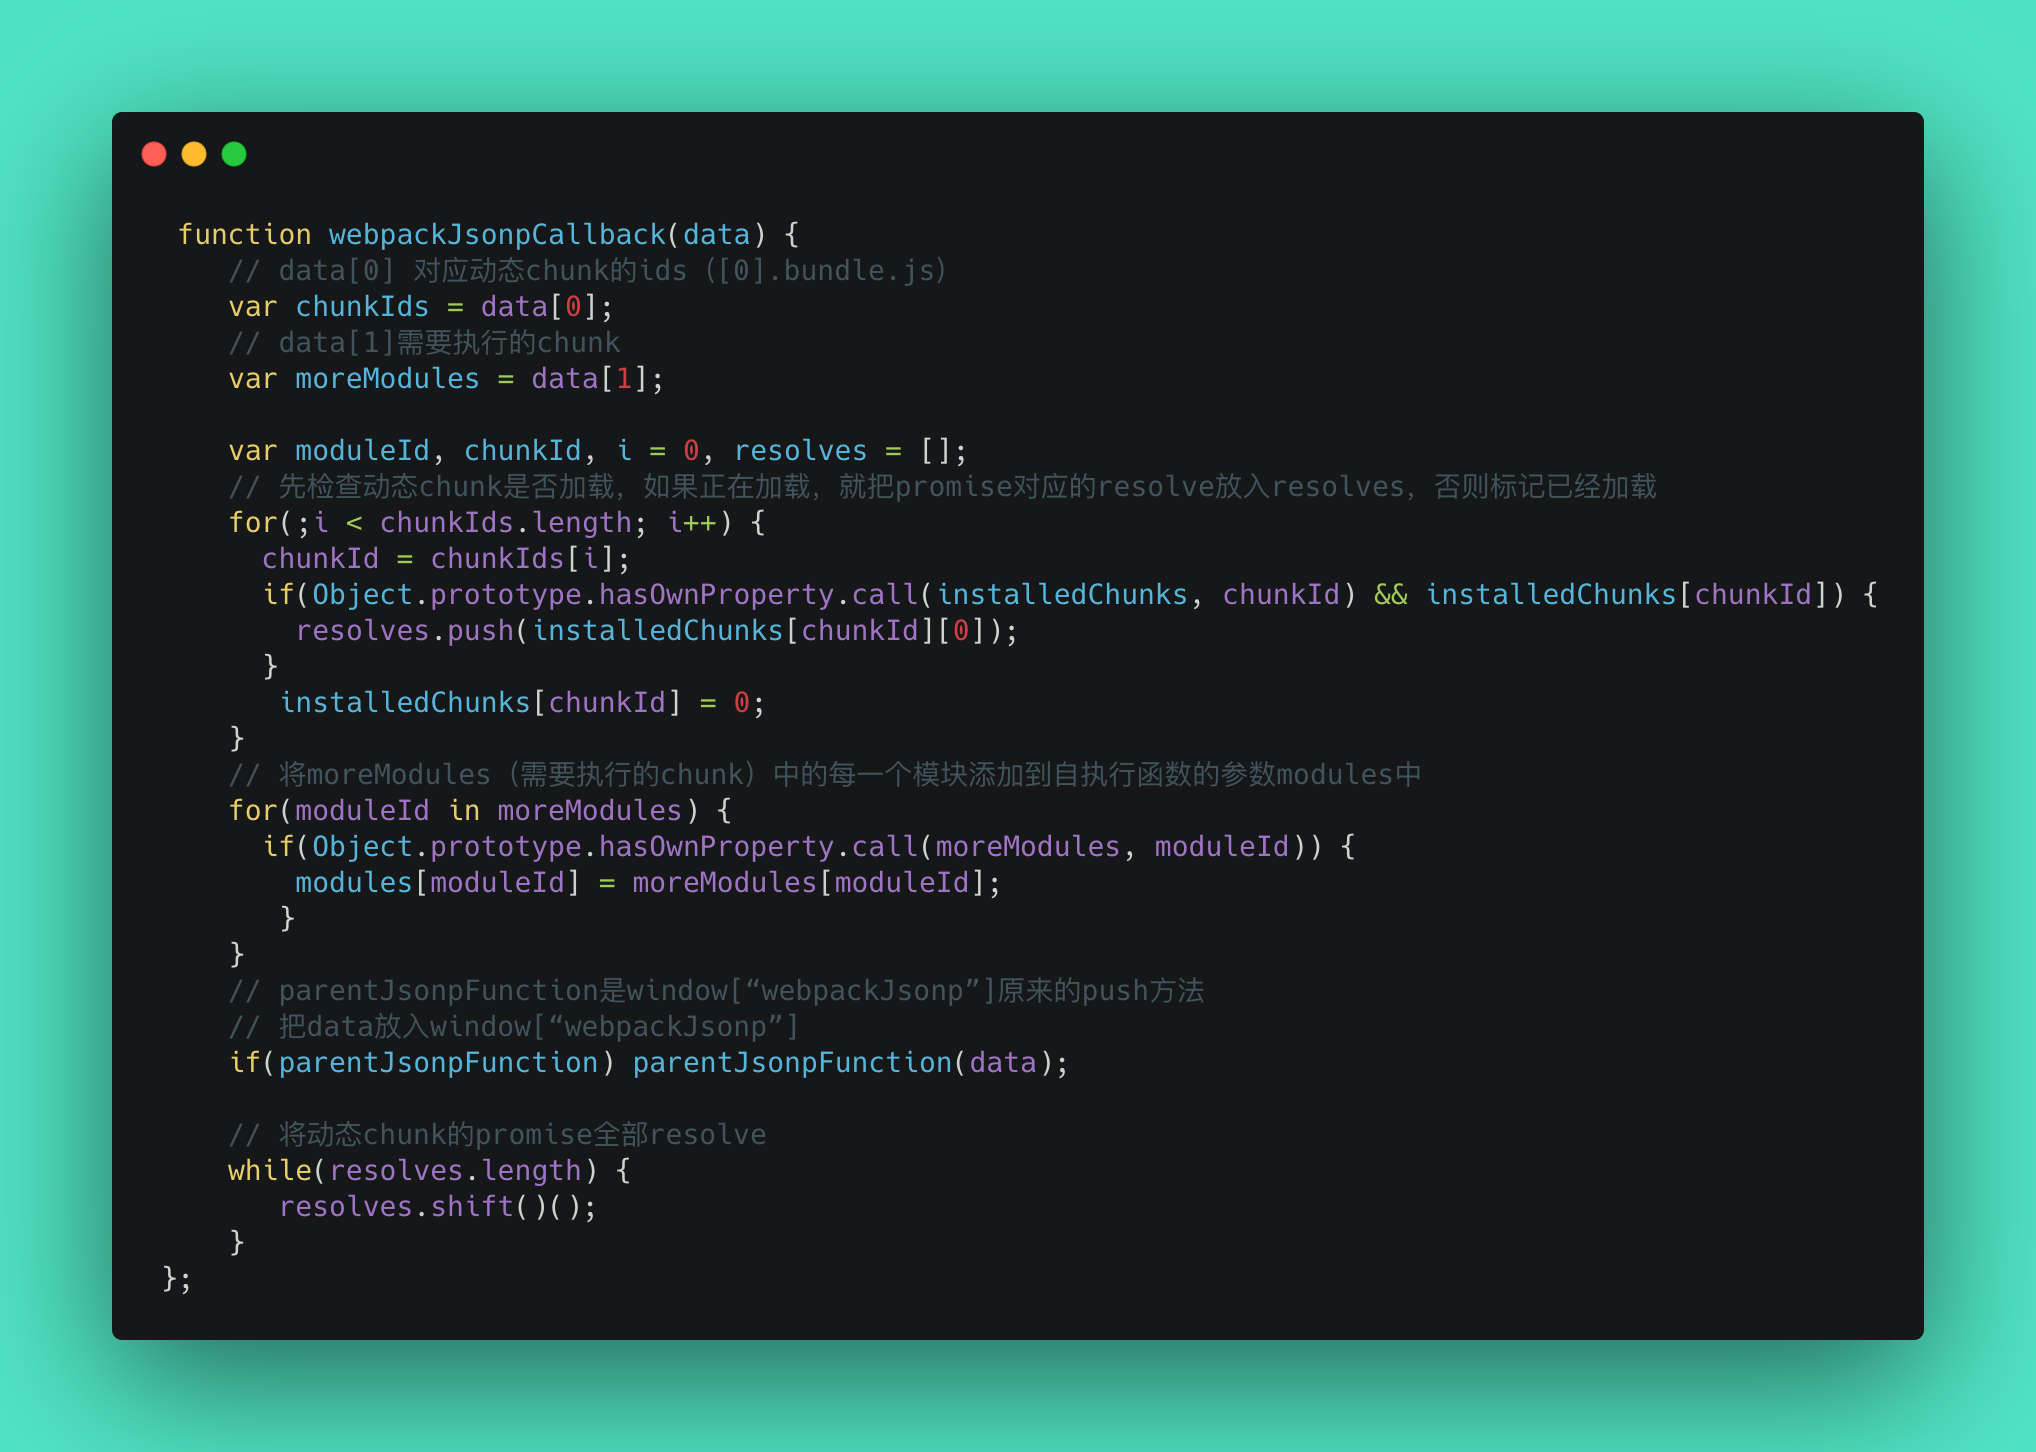 function webpackJsonpCallback(data) {
// data[0] 对应动态chunk的ids（[0].bundle.js）
var chunkIds = data[0];
// data[1]需要执行的chunk
var moreModules = data[1];
var moduleId, chunkId, i = 0, resolves = [];
// 先检查动态chunk是否加载，如果正在加载，就把promise对应的resolve放入resolves，否则标记已经加载
for(;i < chunkIds.length; i++) {
chunkId = chunkIds[i];
if(Object.prototype.hasOwnProperty.call(installedChunks, chunkId) && installedChunks[chunkId]) {
resolves.push(installedChunks[chunkId][0]);
}
installedChunks[chunkId] = 0;
}
// 将moreModules（需要执行的chunk）中的每一个模块添加到自执行函数的参数modules中
for(moduleId in moreModules) {
if(Object.prototype.hasOwnProperty.call(moreModules, moduleId)) {
modules[moduleId] = moreModules[moduleId];
}
}
// parentJsonpFunction是window[“webpackJsonp”]原来的push方法
// 把data放入window[“webpackJsonp”]
if(parentJsonpFunction) parentJsonpFunction(data);
// 将动态chunk的promise全部resolve
while(resolves.length) {
resolves.shift()();
}
};